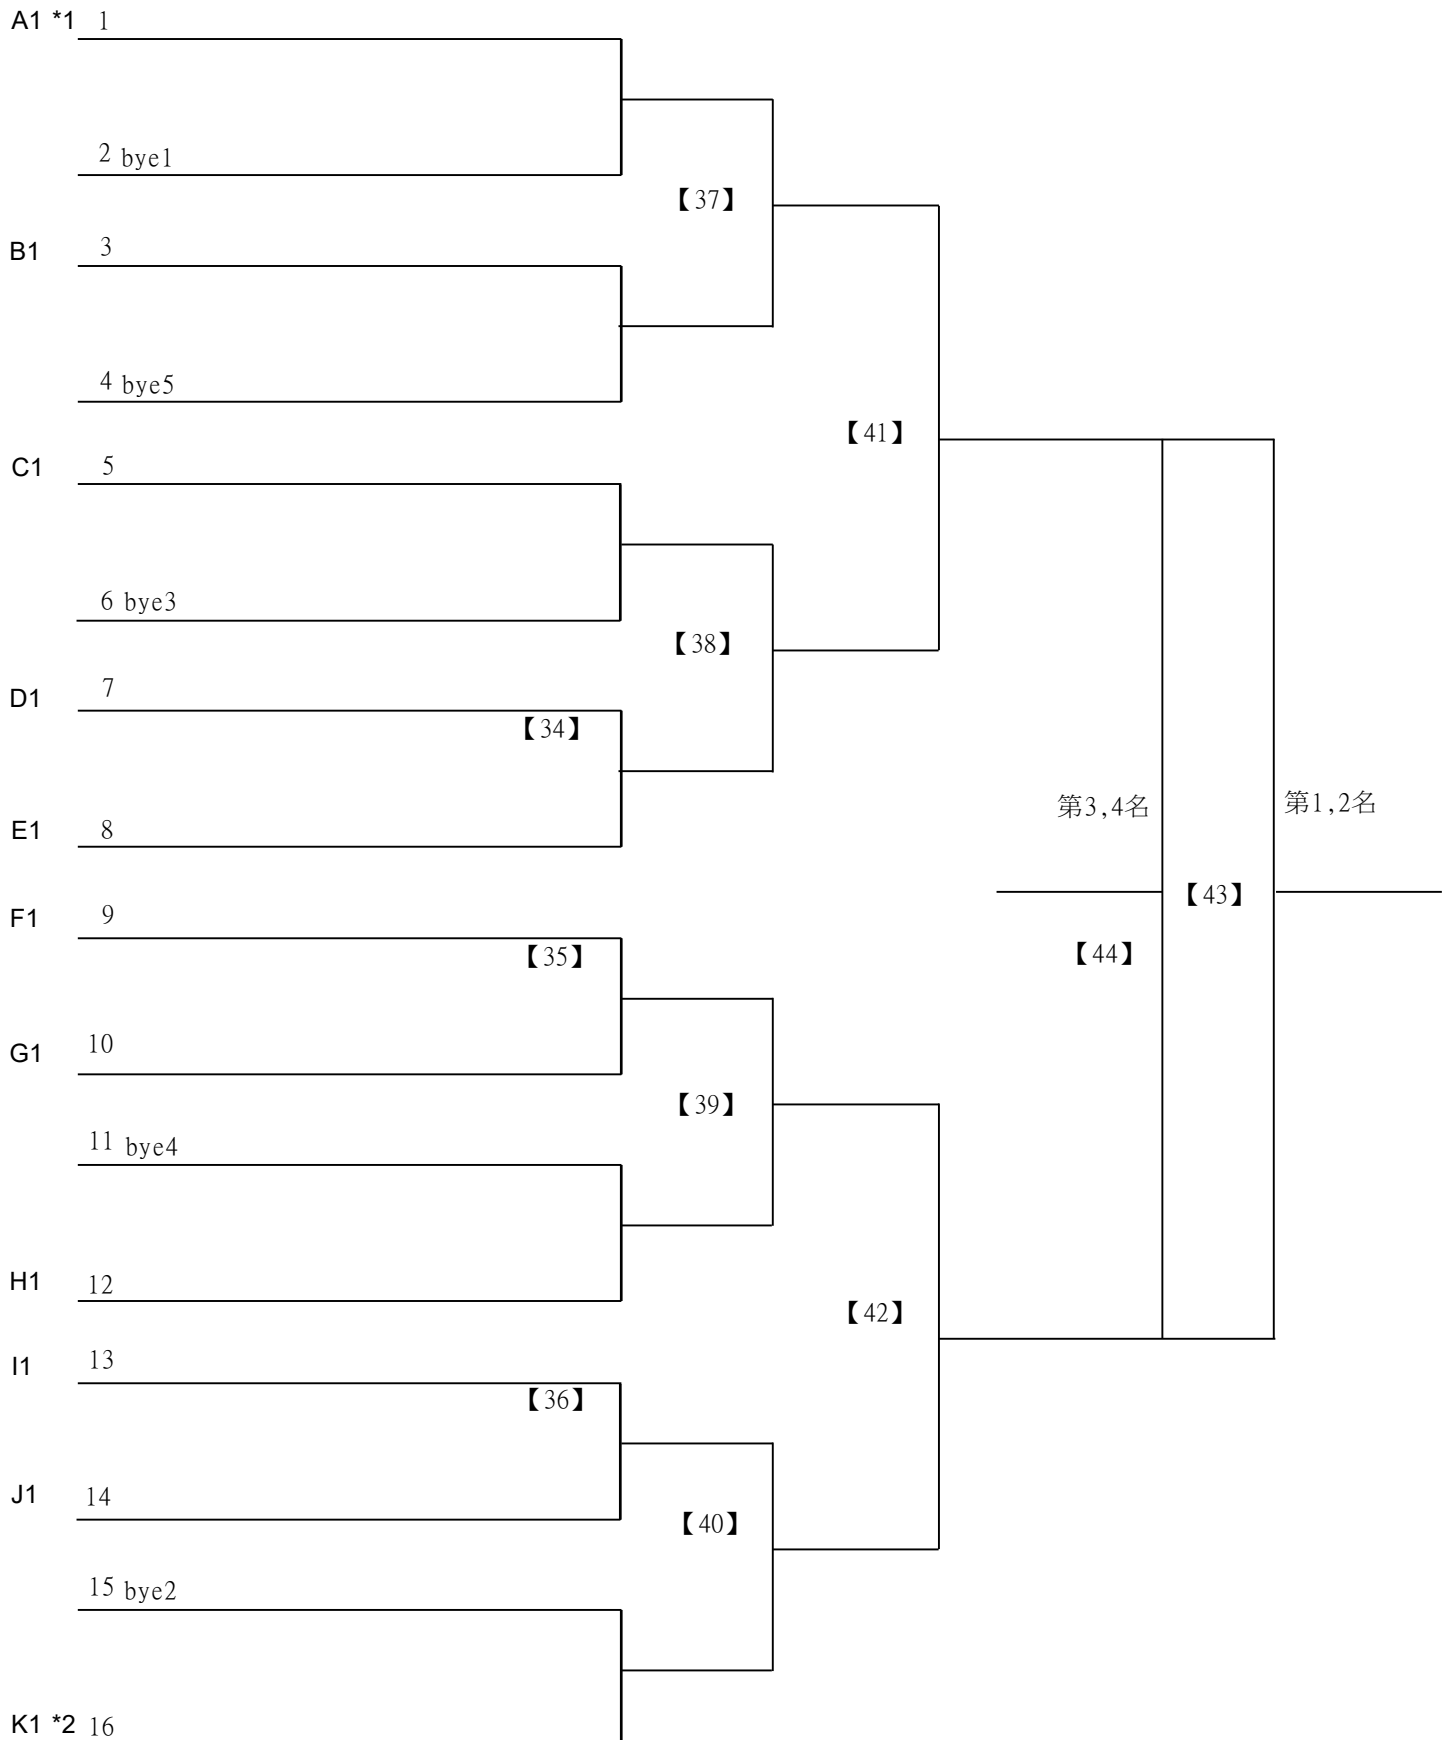 A1 *1 1
2 bye1
【37】
B1 3
4 bye5
【41】
C1 5
6 bye3
【38】
D1 7
【34】
第3,4名
第1,2名
E1 8
【43】
F1 9
【35】
【44】
G1 10
【39】
11 bye4
H1 12
【42】
I1 13
【36】
J1 14
【40】
15 bye2
K1 *2 16